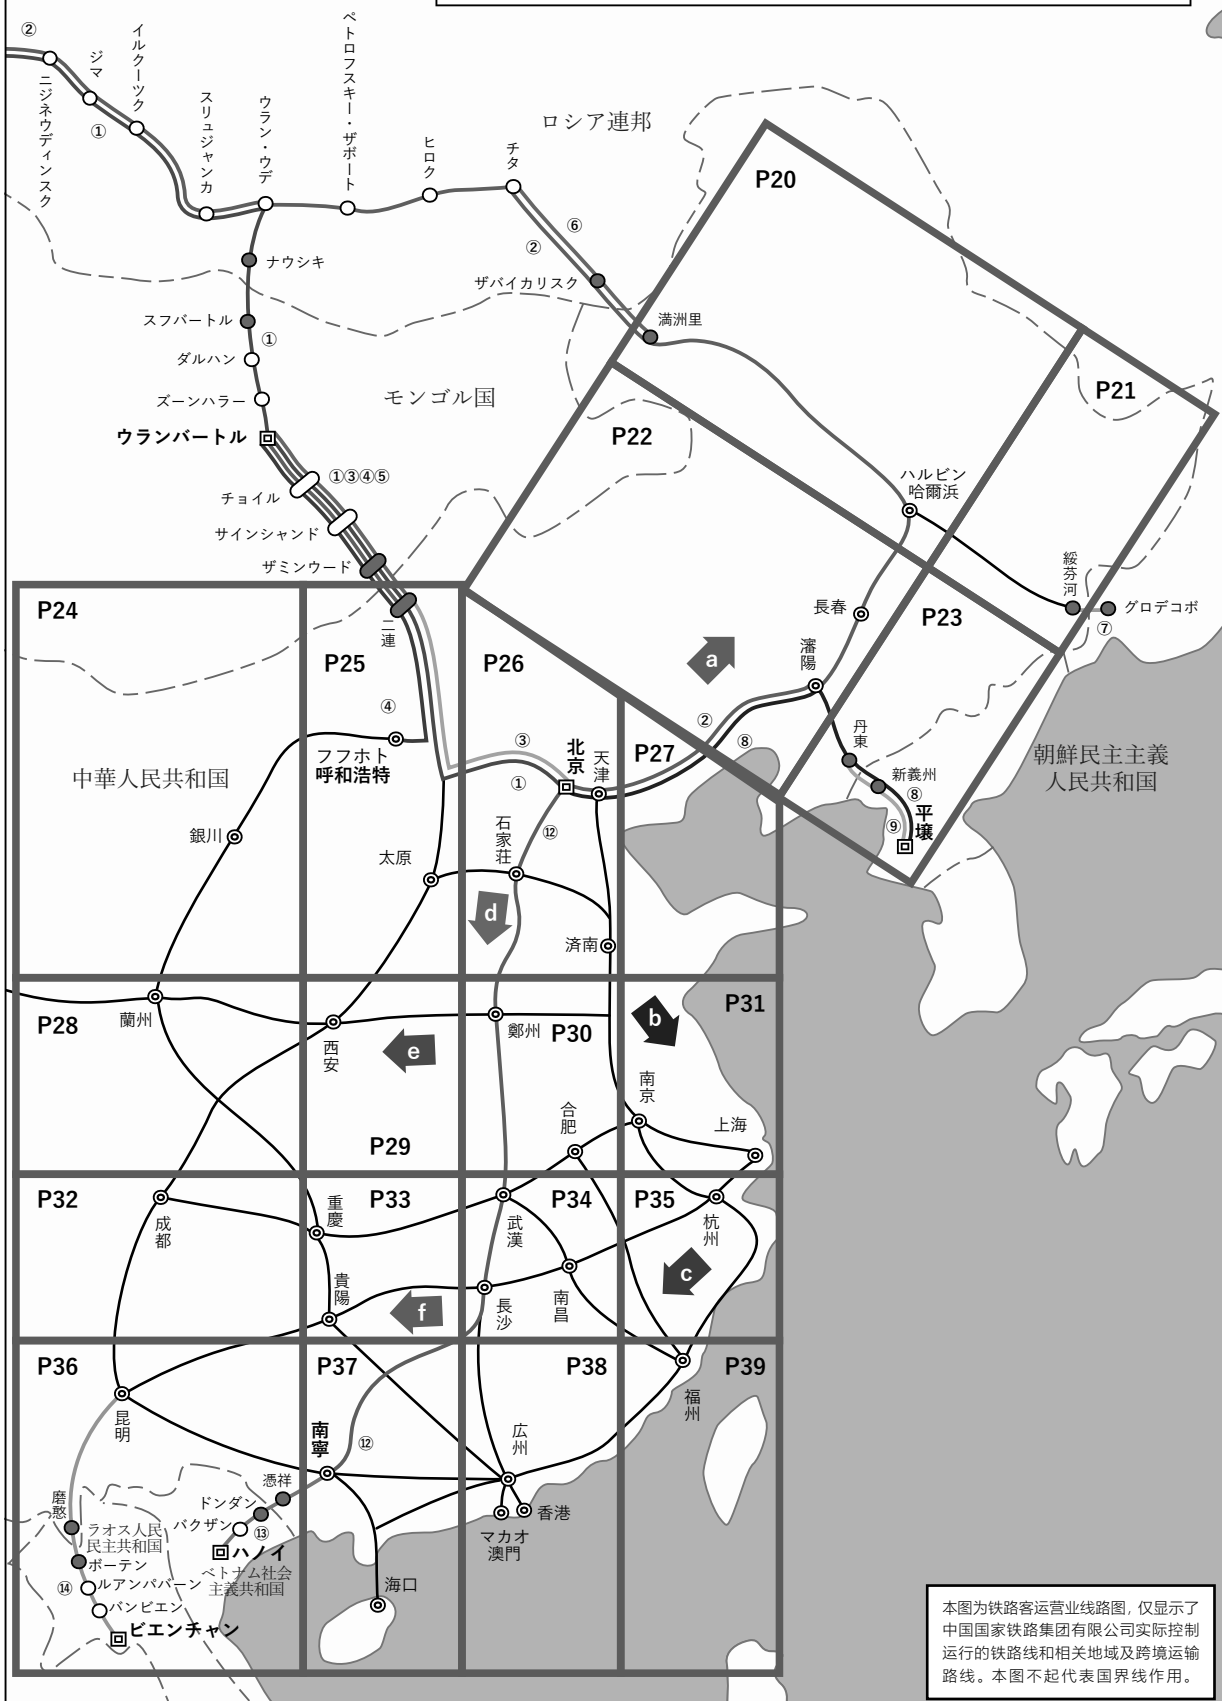 ②
ニジネウディンスク
ジマ
①
イルクーツク
スリュジャンカ
ウラン・ウデ
ペトロフスキー・ザボート
ヒロク
チタ
ロシア連邦
⑥
②
ナウシキ
ザバイカリスク
満洲里
スフバートル
①
ダルハン
ズーンハラー
モンゴル国
ウランバートル
①③④⑤
チョイル
サインシャンド
ザミンウード
二連
P20
P21
P22
ハルビン
哈爾浜
綏芬河
グロデコボ
⑦
P23
長春
瀋陽
a
P24
P25
P26
④
フフホト
呼和浩特
③
①
北京
天津
P27
②
⑧
丹東
新義州
⑧
⑨
平壌
朝鮮民主主義
人民共和国
中華人民共和国
銀川
太原
石家荘
⑫
d
済南
P28
蘭州
西安
e
鄭州
P30
b
P31
P29
合肥
南京
上海
P32
P33
P34
P35
成都
重慶
武漢
杭州
貴陽
f
長沙
南昌
c
P36
P37
P38
P39
昆明
南寧
⑫
広州
福州
憑祥
ドンダン
バクザン
⑬
ハノイ
ベトナム社会
主義共和国
磨憨
ラオス人民
民主共和国
ボーテン
⑭
ルアンパバーン
バンビエン
ビエンチャン
香港
マカオ
澳門
海口
本图为铁路客运营业线路图，仅显示了
中国国家铁路集团有限公司实际控制
运行的铁路线和相关地域及跨境运输
路线。本图不起代表国界线作用。